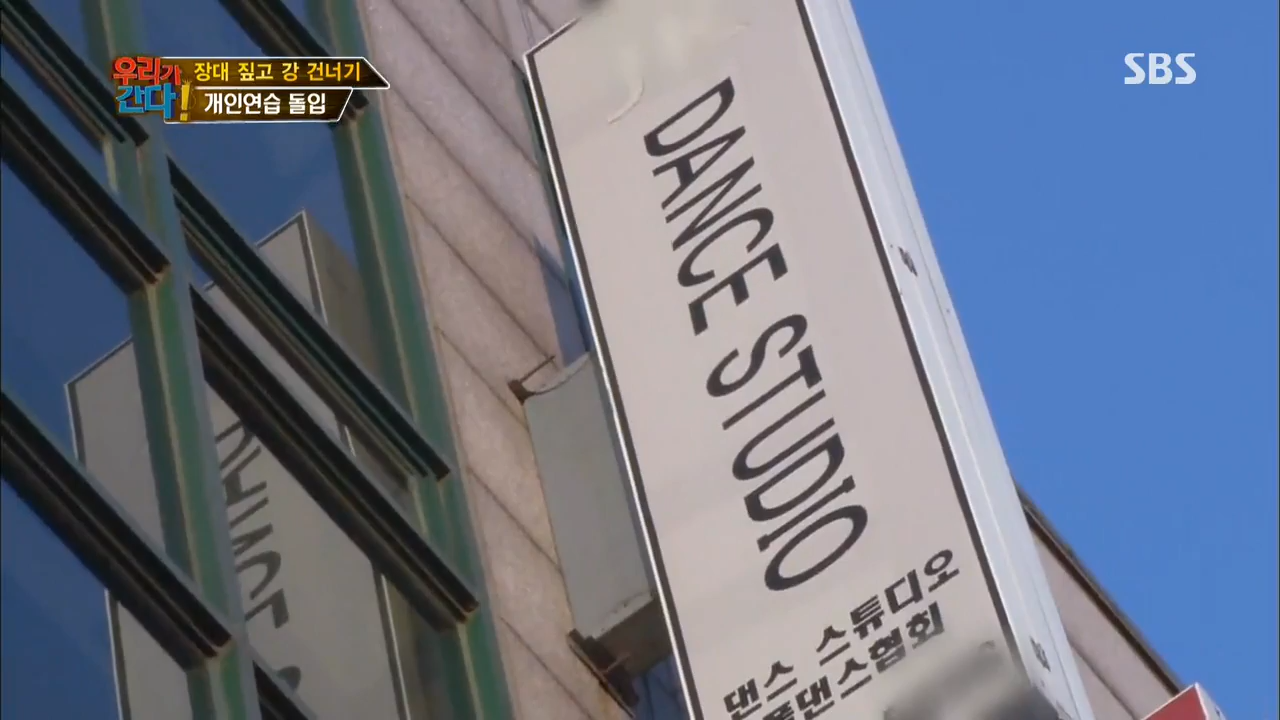 우리가 간다!
장대 짚고 강 건너기
개인연습 돌입
SBS
DANCE STUDIO
댄스 스튜디오
댄스협회